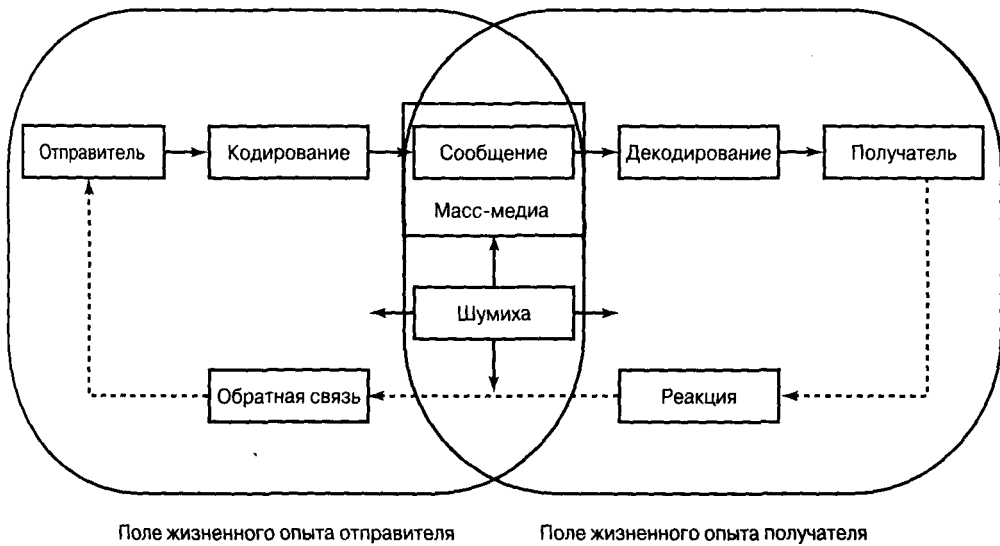 Отправитель
Кодирование
Сообщение
Декодирование
Получатель
Масс-медиа
Шумиха
Обратная связь
Реакция
Поле жизненного опыта отправителя
Поле жизненного опыта получателя